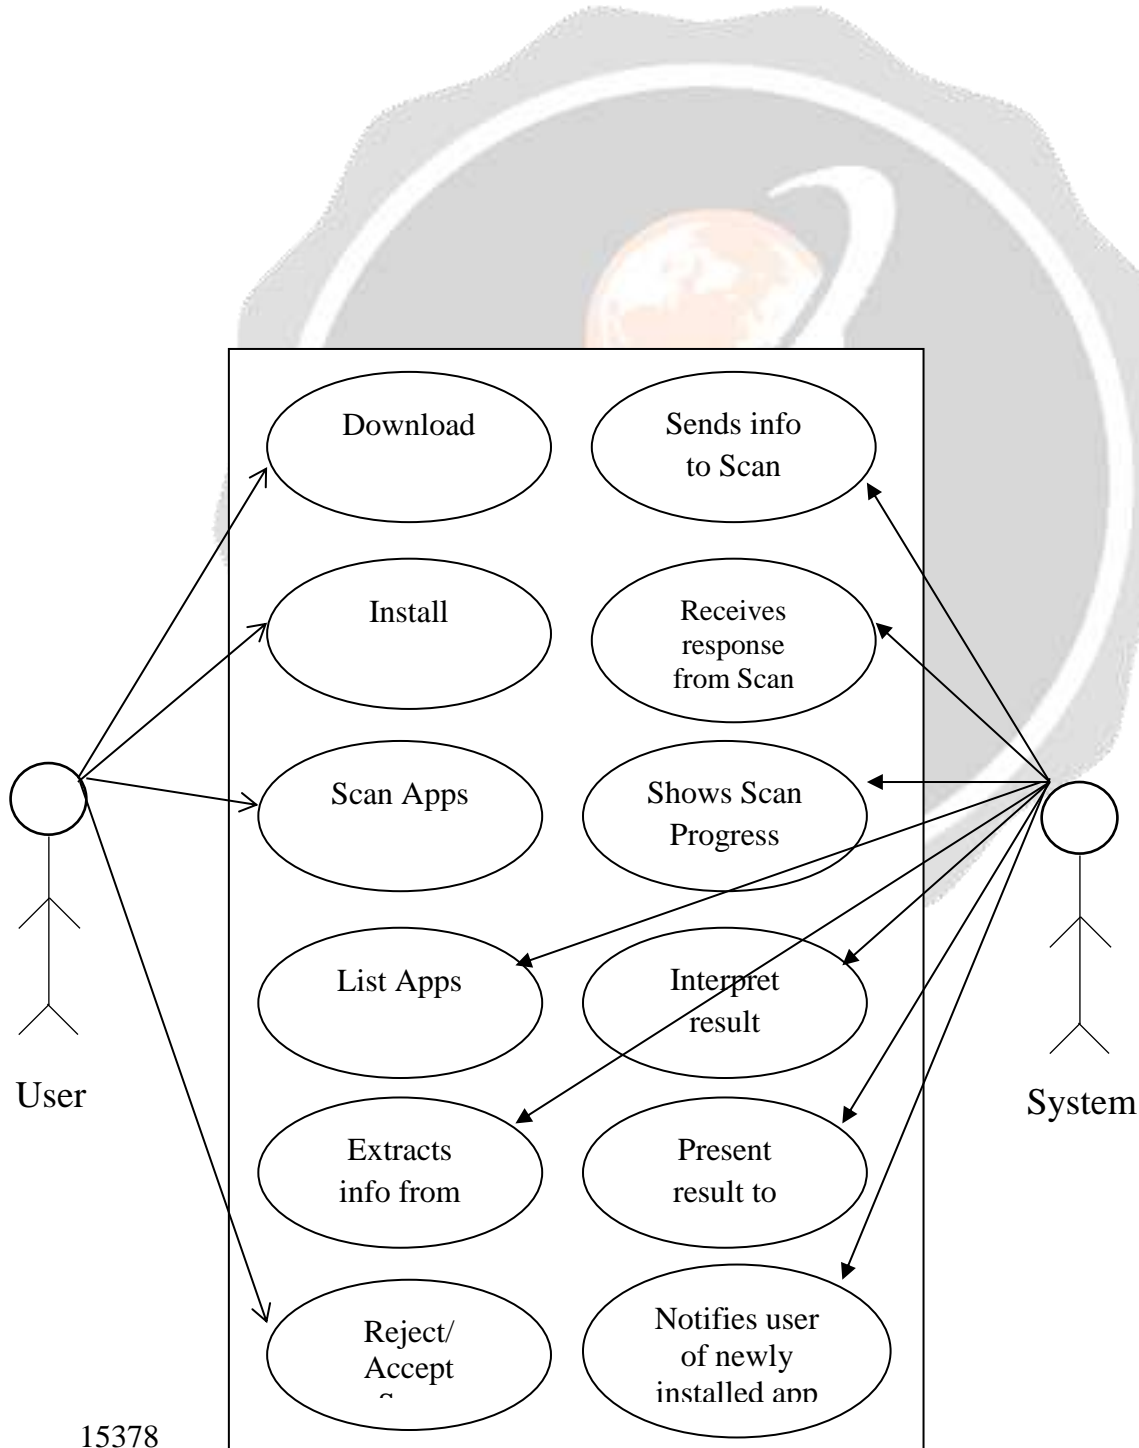 Download
Sends info
to Scan
Install
Receives
response
from Scan
Scan Apps
Shows Scan
Progress
List Apps
Interpret
result
User
System
Extracts
info from
Present
result to
Reject/
Accept
Notifies user
of newly
installed app
15378